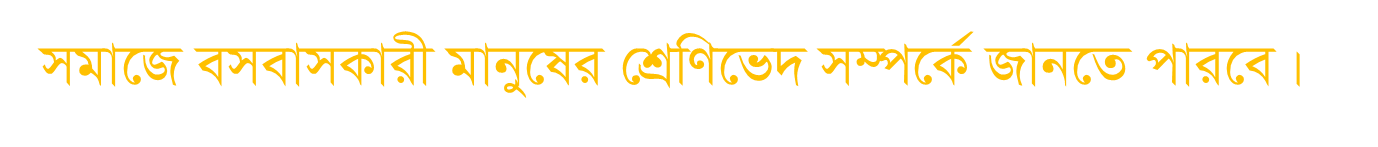 সমাজে বসবাসকারী মানুষের শ্রেণিভেদ সম্পর্কে জানতে পারবে ।